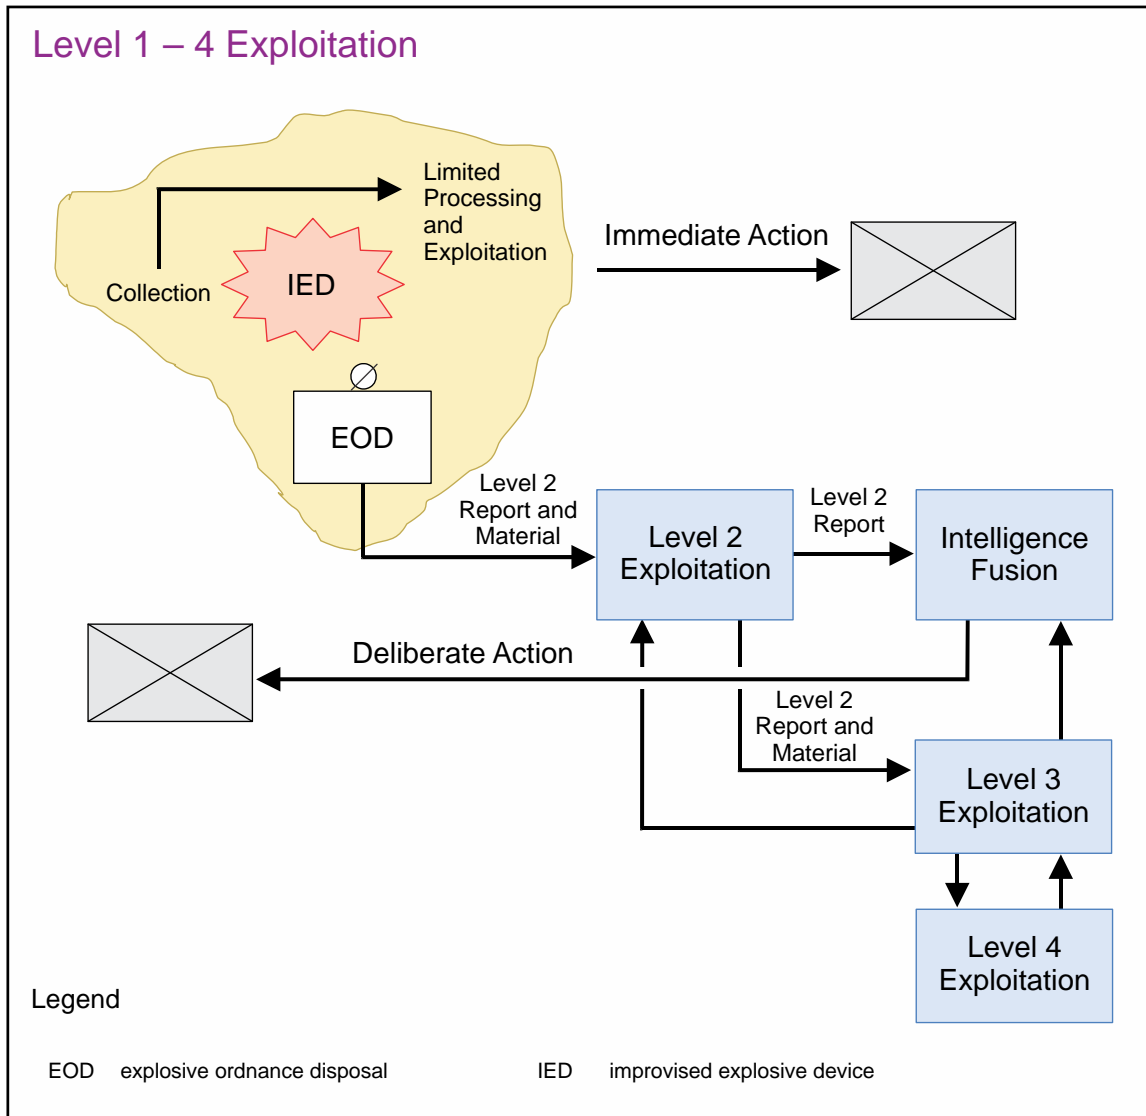 Level 1 – 4 Exploitation
Limited
Processing
and
Exploitation
Collection
IED
Immediate Action
EOD
Level 2
Report and
Material
Level 2
Exploitation
Level 2
Report
Intelligence
Fusion
Deliberate Action
Level 2
Report and
Material
Level 3
Exploitation
Level 4
Exploitation
Legend
EOD explosive ordnance disposal
IED improvised explosive device